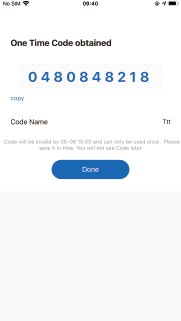 No SIM 09:40
One Time Code obtained
0480848218
copy
Code Name Ttt
Code will be invalid by 05-08 15:00 and can only be used once · Please
save it in time. You will not see Code later
Done